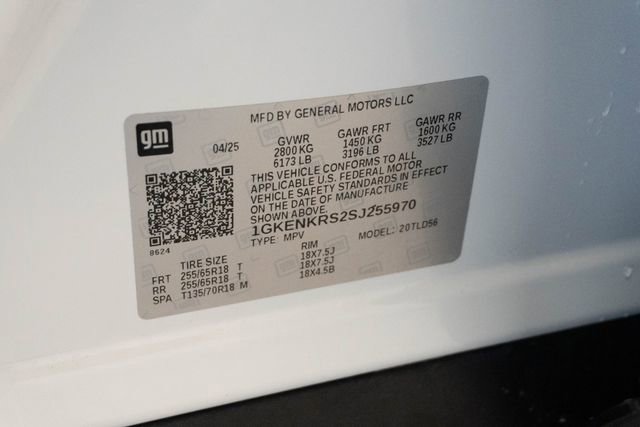 MFD BY GENERAL MOTORS LLC
gm
04/25
GVWR GAWR FRT GAWR RR
2800 KG 1450 KG 1600 KG
6173 LB 3196 LB 3527 LB
THIS VEHICLE CONFORMS TO ALL
APPLICABLE U.S. FEDERAL MOTOR
VEHICLE SAFETY STANDARDS IN EFFECT
ON THE DATE OF MANUFACTURE
SHOWN ABOVE.
1GKENKRS2SJ255970
TYPE: MPV MODEL: 20TLD56
8624
TIRE SIZE RIM
FRT 255/65R18 T 18X7.5J
RR 255/65R18 T 18X7.5J
SPA T135/70R18 M 18X4.5B